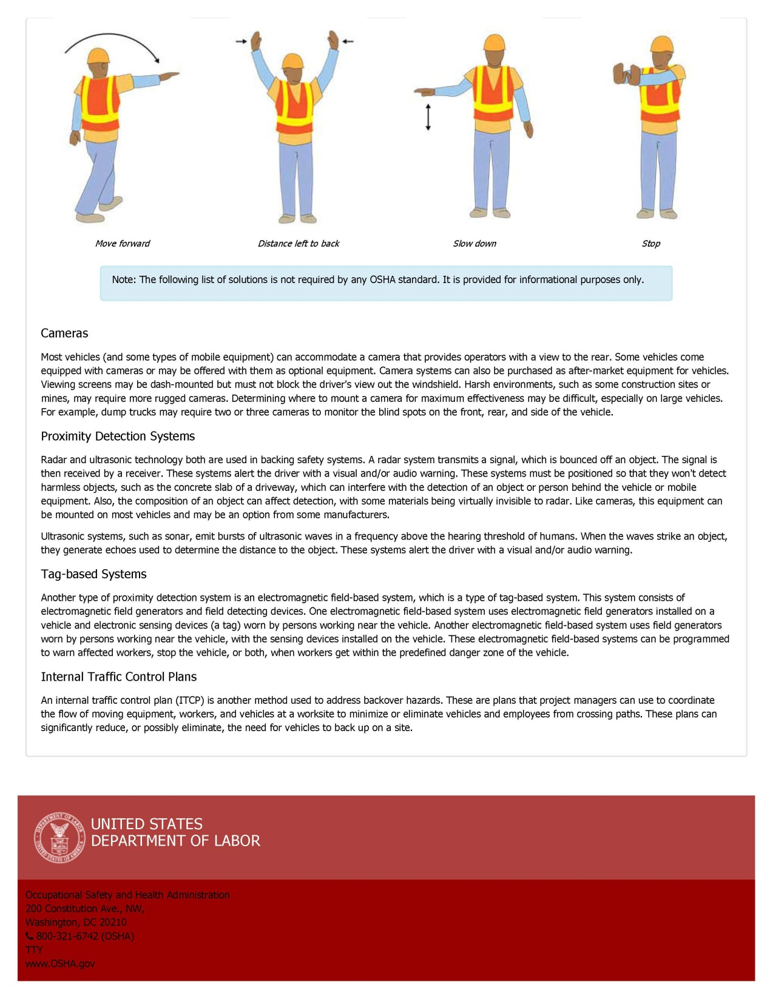 Move forward
Distance left to back
Slow down
Stop
Note: The following list of solutions is not required by any OSHA standard. It is provided for informational purposes only.
Cameras
Most vehicles (and some types of mobile equipment) can accommodate a camera that provides operators with a view to the rear. Some vehicles come
equipped with cameras or may be offered with them as optional equipment. Camera systems can also be purchased as after-market equipment for vehicles.
Viewing screens may be dash-mounted but must not block the driver's view out the windshield. Harsh environments, such as some construction sites or
mines, may require more rugged cameras. Determining where to mount a camera for maximum effectiveness may be difficult, especially on large vehicles.
For example, dump trucks may require two or three cameras to monitor the blind spots on the front, rear, and side of the vehicle.
Proximity Detection Systems
Radar and ultrasonic technology both are used in backing safety systems. A radar system transmits a signal, which is bounced off an object. The signal is
then received by a receiver. These systems alert the driver with a visual and/or audio warning. These systems must be positioned so that they won't detect
harmless objects, such as the concrete slab of a driveway, which can interfere with the detection of an object or person behind the vehicle or mobile
equipment. Also, the composition of an object can affect detection, with some materials being virtually invisible to radar. Like cameras, this equipment can
be mounted on most vehicles and may be an option from some manufacturers.
Ultrasonic systems, such as sonar, emit bursts of ultrasonic waves in a frequency above the hearing threshold of humans. When the waves strike an object,
they generate echoes used to determine the distance to the object. These systems alert the driver with a visual and/or audio warning.
Tag-based Systems
Another type of proximity detection system is an electromagnetic field-based system, which is a type of tag-based system. This system consists of
electromagnetic field generators and field detecting devices. One electromagnetic field-based system uses electromagnetic field generators installed on a
vehicle and electronic sensing devices (a tag) worn by persons working near the vehicle. Another electromagnetic field-based system uses field generators
worn by persons working near the vehicle, with the sensing devices installed on the vehicle. These electromagnetic field-based systems can be programmed
to warn affected workers, stop the vehicle, or both, when workers get within the predefined danger zone of the vehicle.
Internal Traffic Control Plans
An internal traffic control plan (ITCP) is another method used to address backover hazards. These are plans that project managers can use to coordinate
the flow of moving equipment, workers, and vehicles at a worksite to minimize or eliminate vehicles and employees from crossing paths. These plans can
significantly reduce, or possibly eliminate, the need for vehicles to back up on a site.
DEPARTMENT OF LABOR
UNITED STATES OF AMERICA
UNITED STATES
DEPARTMENT OF LABOR
Occupational Safety and Health Administration
200 Constitution Ave., NW,
Washington, DC 20210
800-321-6742 (OSHA)
TTY
www.OSHA.gov